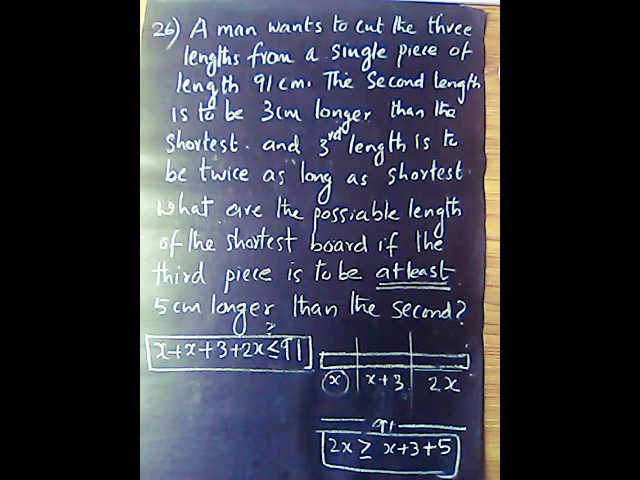 26) A man wants to cut the three
lengths from a single piece of
length 91 cm. The Second length
is to be 3cm longer than the
shortest. and 3rd length is to
be twice as long as shortest
what are the possiable length
of the shortest board if the
third piece is to be atleast
5cm longer than the second?
x+x+3+2x≤91
x x+3 2x
91
2x ≥ x+3+5